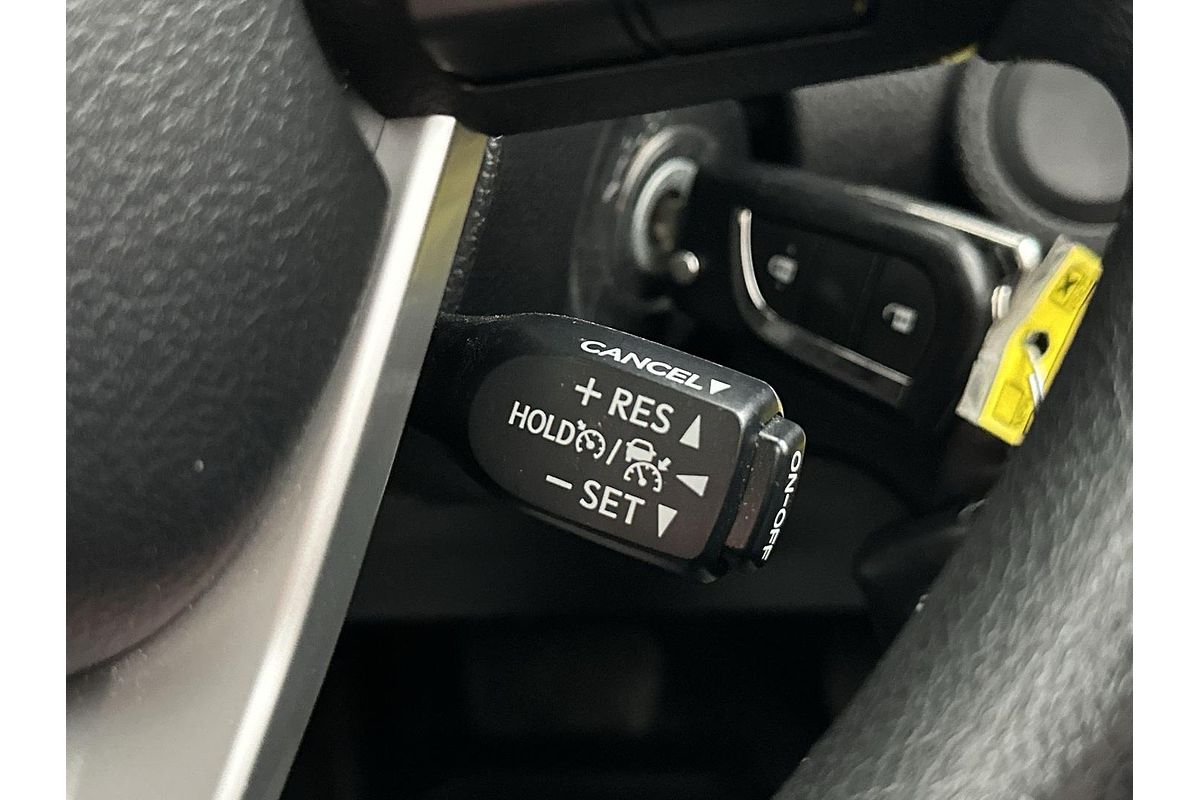 CANCEL▼
+ RES ▲
HOLD / ◀
− SET ▼
ON-OFF